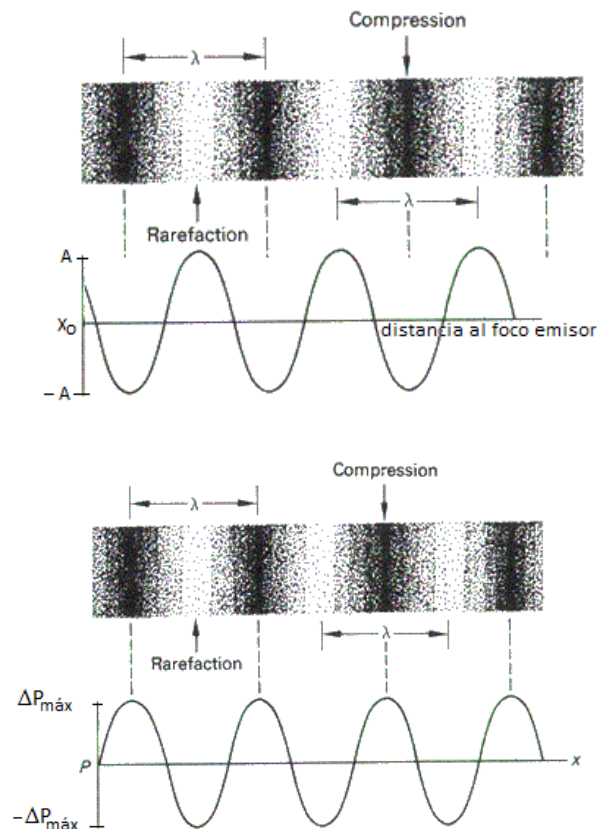 Compression
λ
λ
Rarefaction
A
X₀
distancia al foco emisor
– A
Compression
λ
λ
Rarefaction
ΔPmáx
P
x
–ΔPmáx